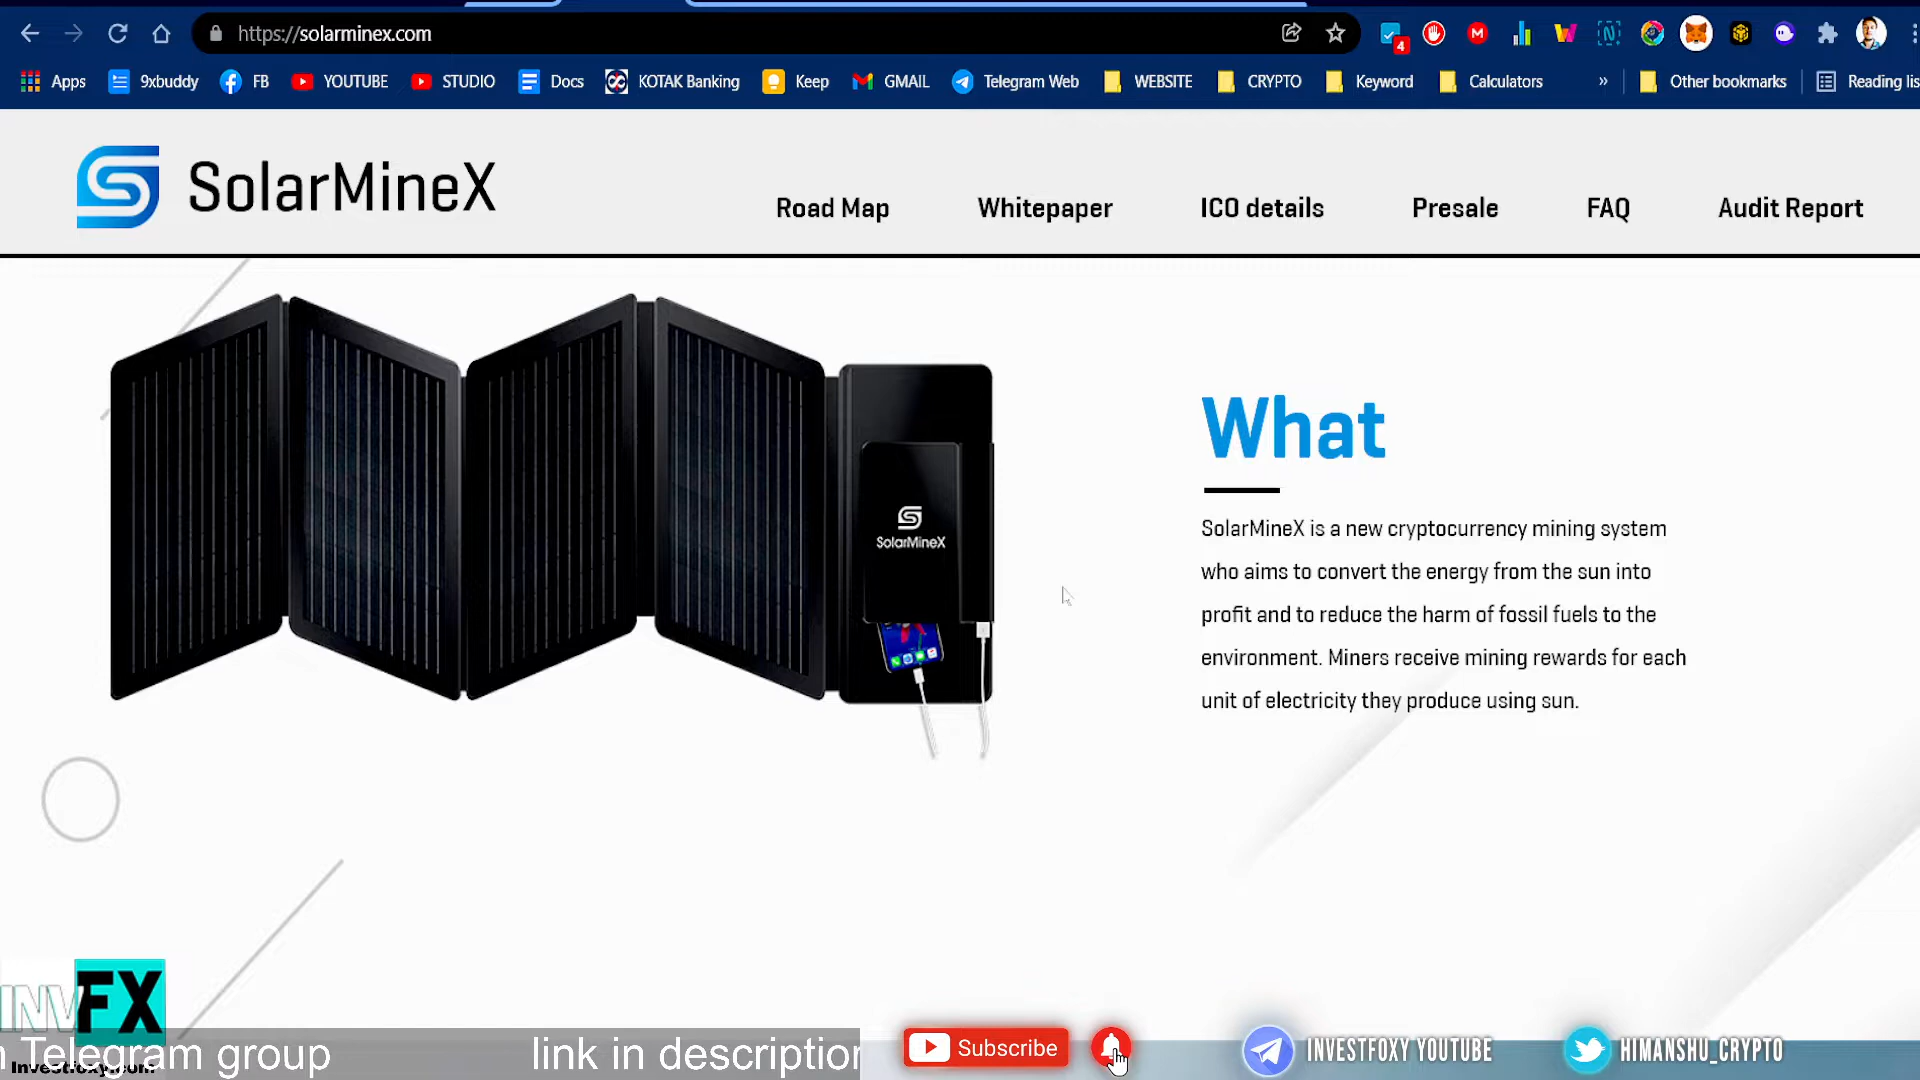 https://solarminex.com
4
Apps 9xbuddy FB YOUTUBE STUDIO Docs KOTAK Banking Keep GMAIL Telegram Web WEBSITE CRYPTO Keyword Calculators » Other bookmarks Reading lis
SolarMineX
Road Map Whitepaper ICO details Presale FAQ Audit Report
SolarMineX
What
SolarMineX is a new cryptocurrency mining system
who aims to convert the energy from the sun into
profit and to reduce the harm of fossil fuels to the
environment. Miners receive mining rewards for each
unit of electricity they produce using sun.
INVFX
n Telegram group link in description
Investfoxy.com
Subscribe
INVESTFOXY YOUTUBE
HIMANSHU_CRYPTO